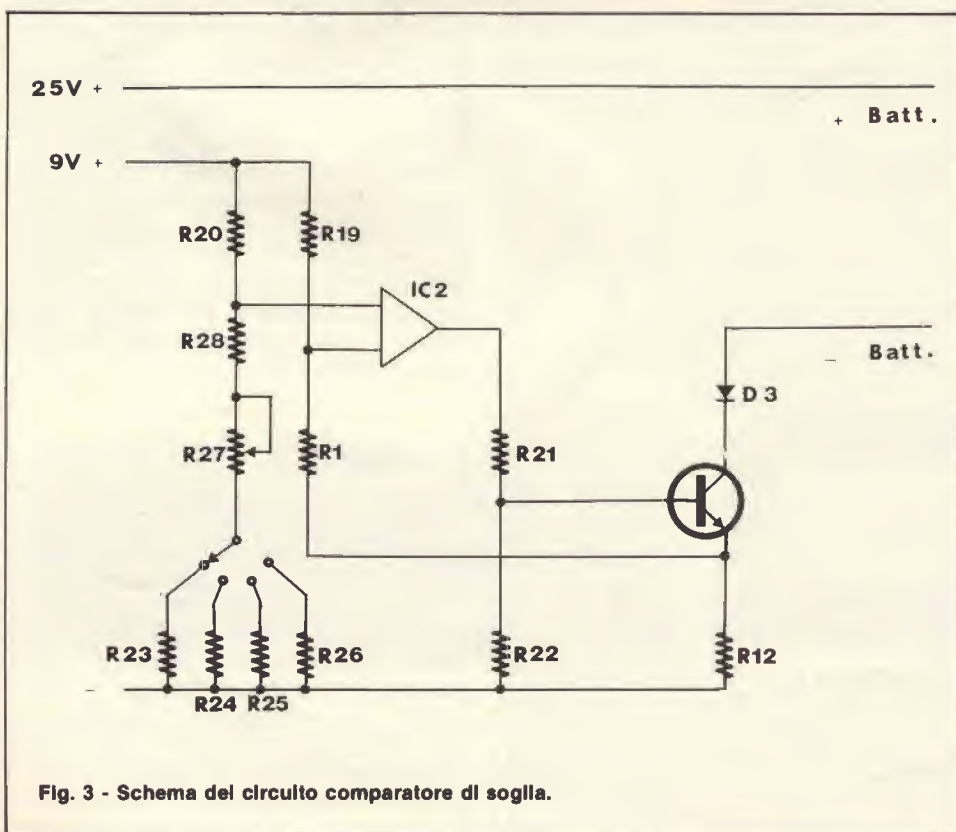 25V +
+ Batt.
9V +
R20
R19
IC2
R28
- Batt.
D3
R27
R1
R21
R23
R26
R22
R12
-
R24 R25
Fig. 3 - Schema del circuito comparatore di soglia.